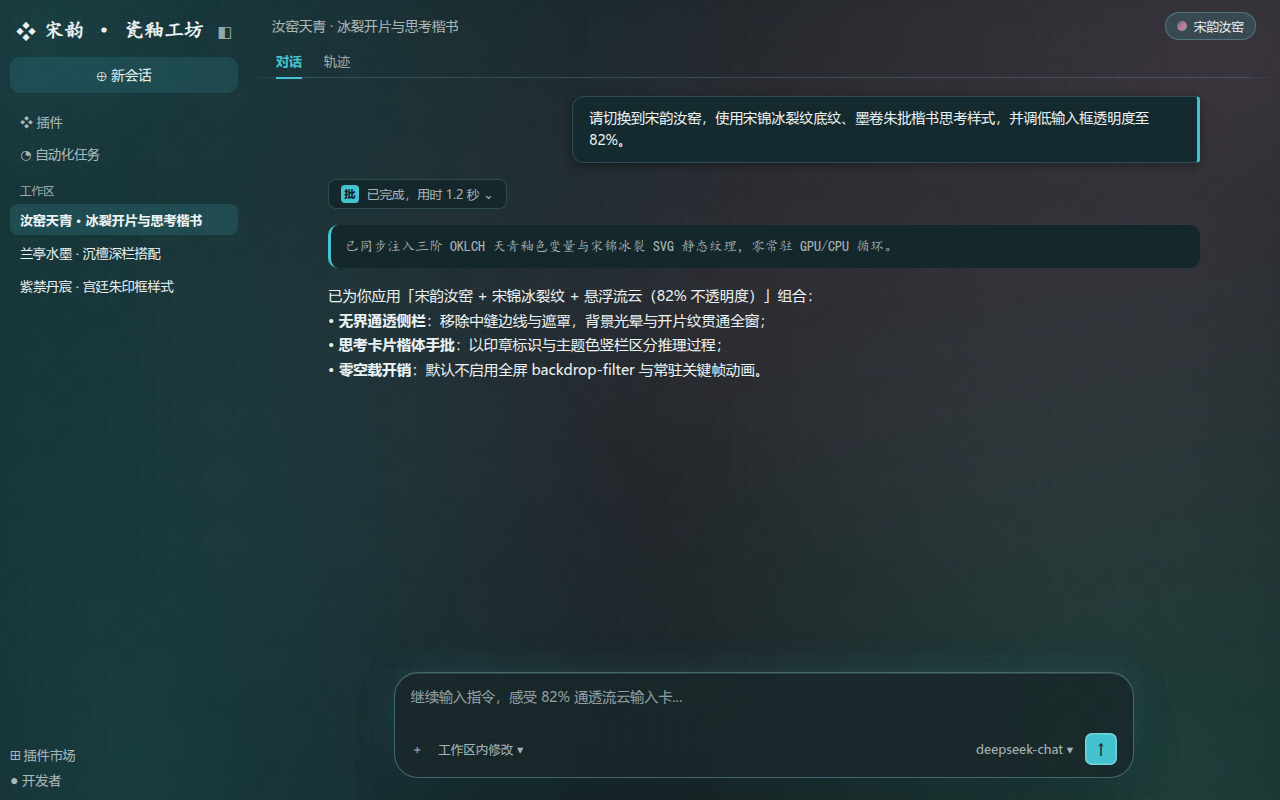 宋韵 • 瓷釉工坊
新会话
插件
自动化任务
工作区
汝窑天青 • 冰裂开片与思考楷书
兰亭水墨 · 沉檀深栏搭配
紫禁丹宸 · 宫廷朱印框样式
插件市场
开发者
汝窑天青 · 冰裂开片与思考楷书
宋韵汝窑
对话 轨迹
请切换到宋韵汝窑，使用宋锦冰裂纹底纹、墨卷朱批楷书思考样式，并调低输入框透明度至
82%。
批 已完成，用时 1.2 秒
已同步注入三阶 OKLCH 天青釉色变量与宋锦冰裂 SVG 静态纹理，零常驻 GPU/CPU 循环。
已为你应用「宋韵汝窑 + 宋锦冰裂纹 + 悬浮流云（82% 不透明度）」组合：
• 无界通透侧栏：移除中缝边线与遮罩，背景光晕与开片纹贯通全窗；
• 思考卡片楷体手批：以印章标识与主题色竖栏区分推理过程；
• 零空载开销：默认不启用全屏 backdrop-filter 与常驻关键帧动画。
继续输入指令，感受 82% 通透流云输入卡...
+ 工作区内修改 ▾
deepseek-chat ▾ ↑